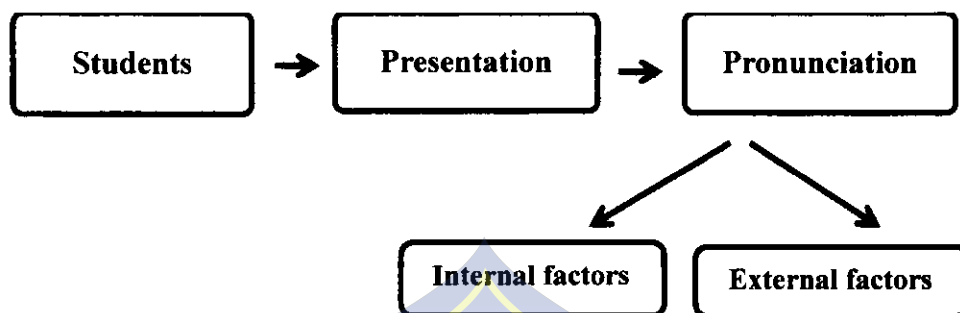 Students
Presentation
Pronunciation
Internal factors
External factors